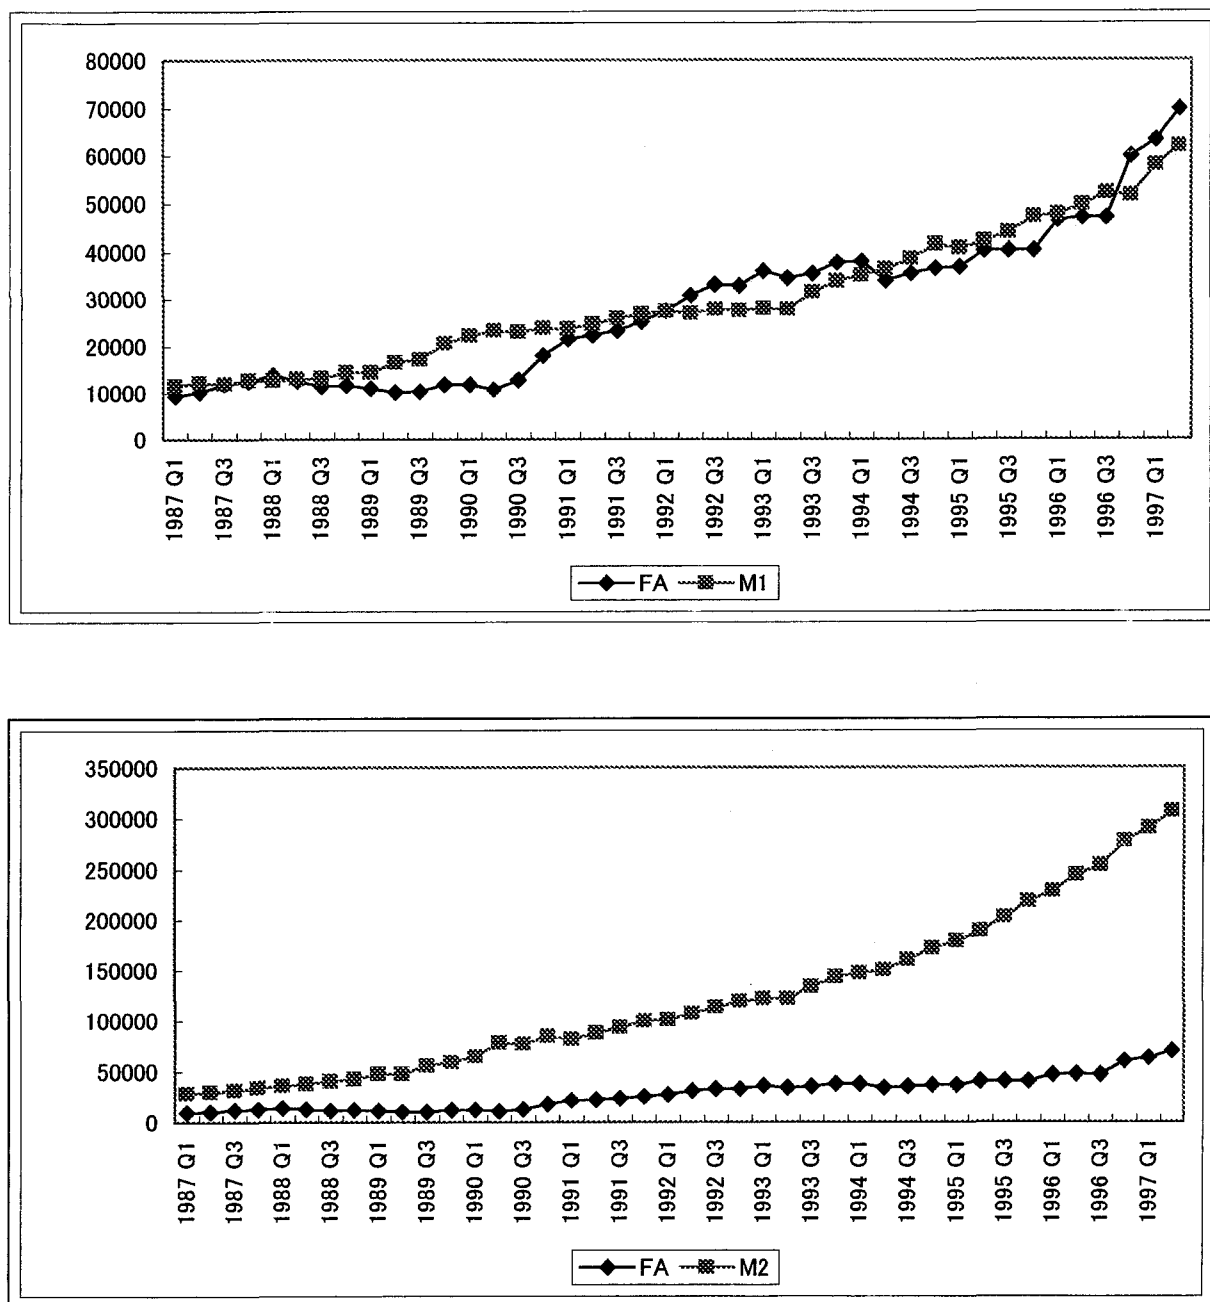 80000
70000
60000
50000
40000
30000
20000
10000
0
1987 Q1
1987 Q3
1988 Q1
1988 Q3
1989 Q1
1989 Q3
1990 Q1
1990 Q3
1991 Q1
1991 Q3
1992 Q1
1992 Q3
1993 Q1
1993 Q3
1994 Q1
1994 Q3
1995 Q1
1995 Q3
1996 Q1
1996 Q3
1997 Q1
FA M1
350000
300000
250000
200000
150000
100000
50000
0
1987 Q1
1987 Q3
1988 Q1
1988 Q3
1989 Q1
1989 Q3
1990 Q1
1990 Q3
1991 Q1
1991 Q3
1992 Q1
1992 Q3
1993 Q1
1993 Q3
1994 Q1
1994 Q3
1995 Q1
1995 Q3
1996 Q1
1996 Q3
1997 Q1
FA M2